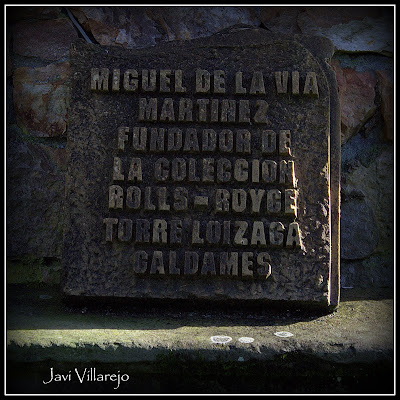 MIGUEL DE LA VIA
MARTINEZ
FUNDADOR DE
LA COLECCION
ROLLS-ROYCE
TORRE LOIZAGA
GALDAMES
Javi Villarejo